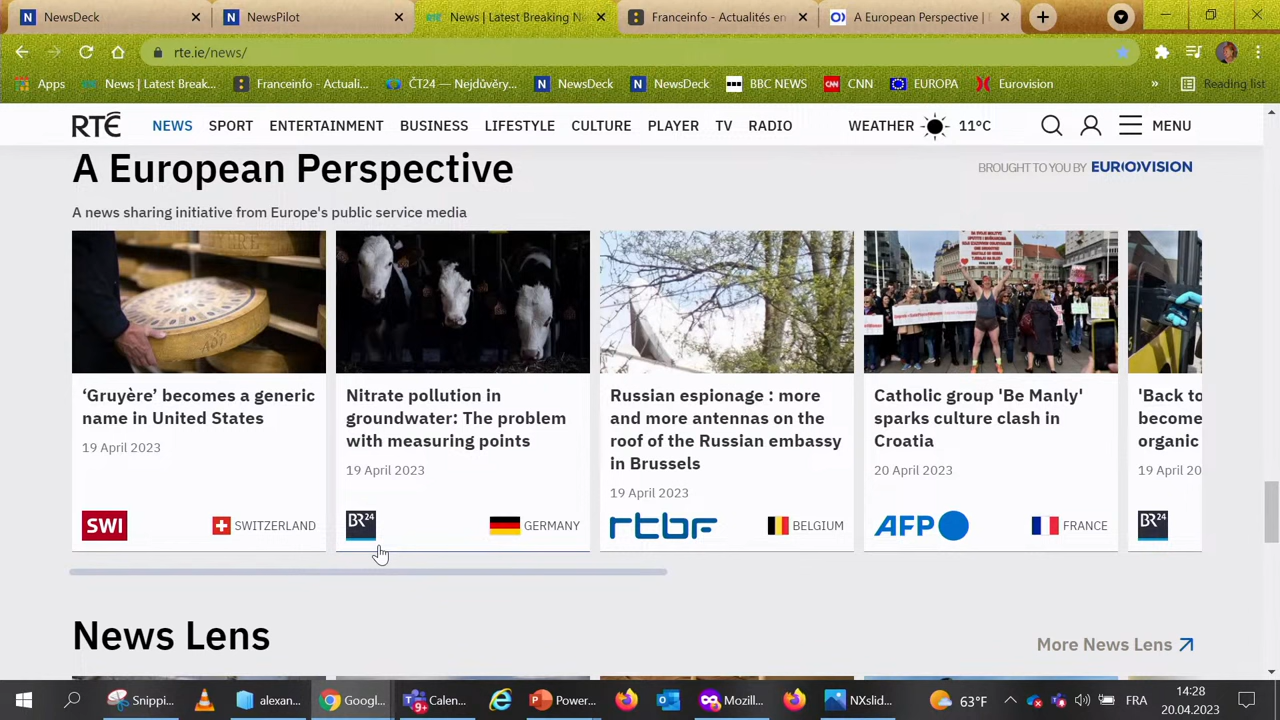 NewsDeck
NewsPilot
News | Latest Breaking N
Franceinfo - Actualités en
A European Perspective |
rte.ie/news/
Apps
News | Latest Break...
Franceinfo - Actuali...
ČT24 — Nejdůvěry...
NewsDeck
NewsDeck
BBC NEWS
CNN
EUROPA
Eurovision
»
Reading list
RTÉ
NEWS SPORT ENTERTAINMENT BUSINESS LIFESTYLE CULTURE PLAYER TV RADIO
WEATHER 11°C
MENU
A European Perspective
BROUGHT TO YOU BY EUROVISION
A news sharing initiative from Europe's public service media
‘Gruyère’ becomes a generic
name in United States
19 April 2023
SWI SWITZERLAND
Nitrate pollution in
groundwater: The problem
with measuring points
19 April 2023
BR24 GERMANY
Russian espionage : more
and more antennas on the
roof of the Russian embassy
in Brussels
19 April 2023
rtbf BELGIUM
Catholic group 'Be Manly'
sparks culture clash in
Croatia
20 April 2023
AFP FRANCE
'Back to
become
organic
19 April 20
BR24
News Lens
More News Lens
Snippi...
alexan...
Googl...
Calen...
Power...
Mozill...
NXslid...
63°F
FRA
14:28
20.04.2023